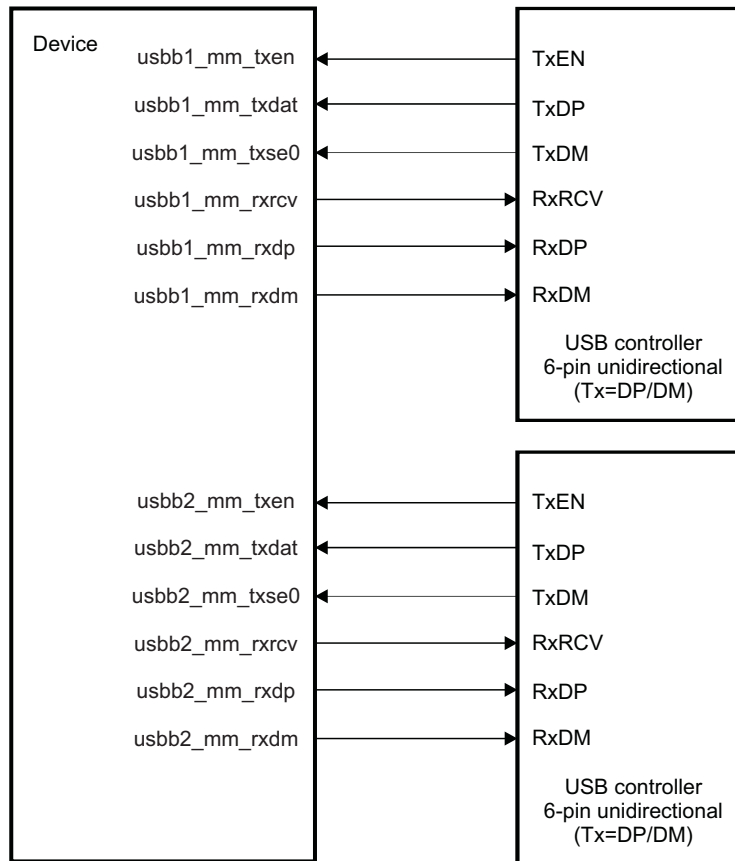 Device
usbb1_mm_txen
TxEN
usbb1_mm_txdat
TxDP
usbb1_mm_txse0
TxDM
usbb1_mm_rxrcv
RxRCV
usbb1_mm_rxdp
RxDP
usbb1_mm_rxdm
RxDM
USB controller
6-pin unidirectional
(Tx=DP/DM)
usbb2_mm_txen
TxEN
usbb2_mm_txdat
TxDP
usbb2_mm_txse0
TxDM
usbb2_mm_rxrcv
RxRCV
usbb2_mm_rxdp
RxDP
usbb2_mm_rxdm
RxDM
USB controller
6-pin unidirectional
(Tx=DP/DM)